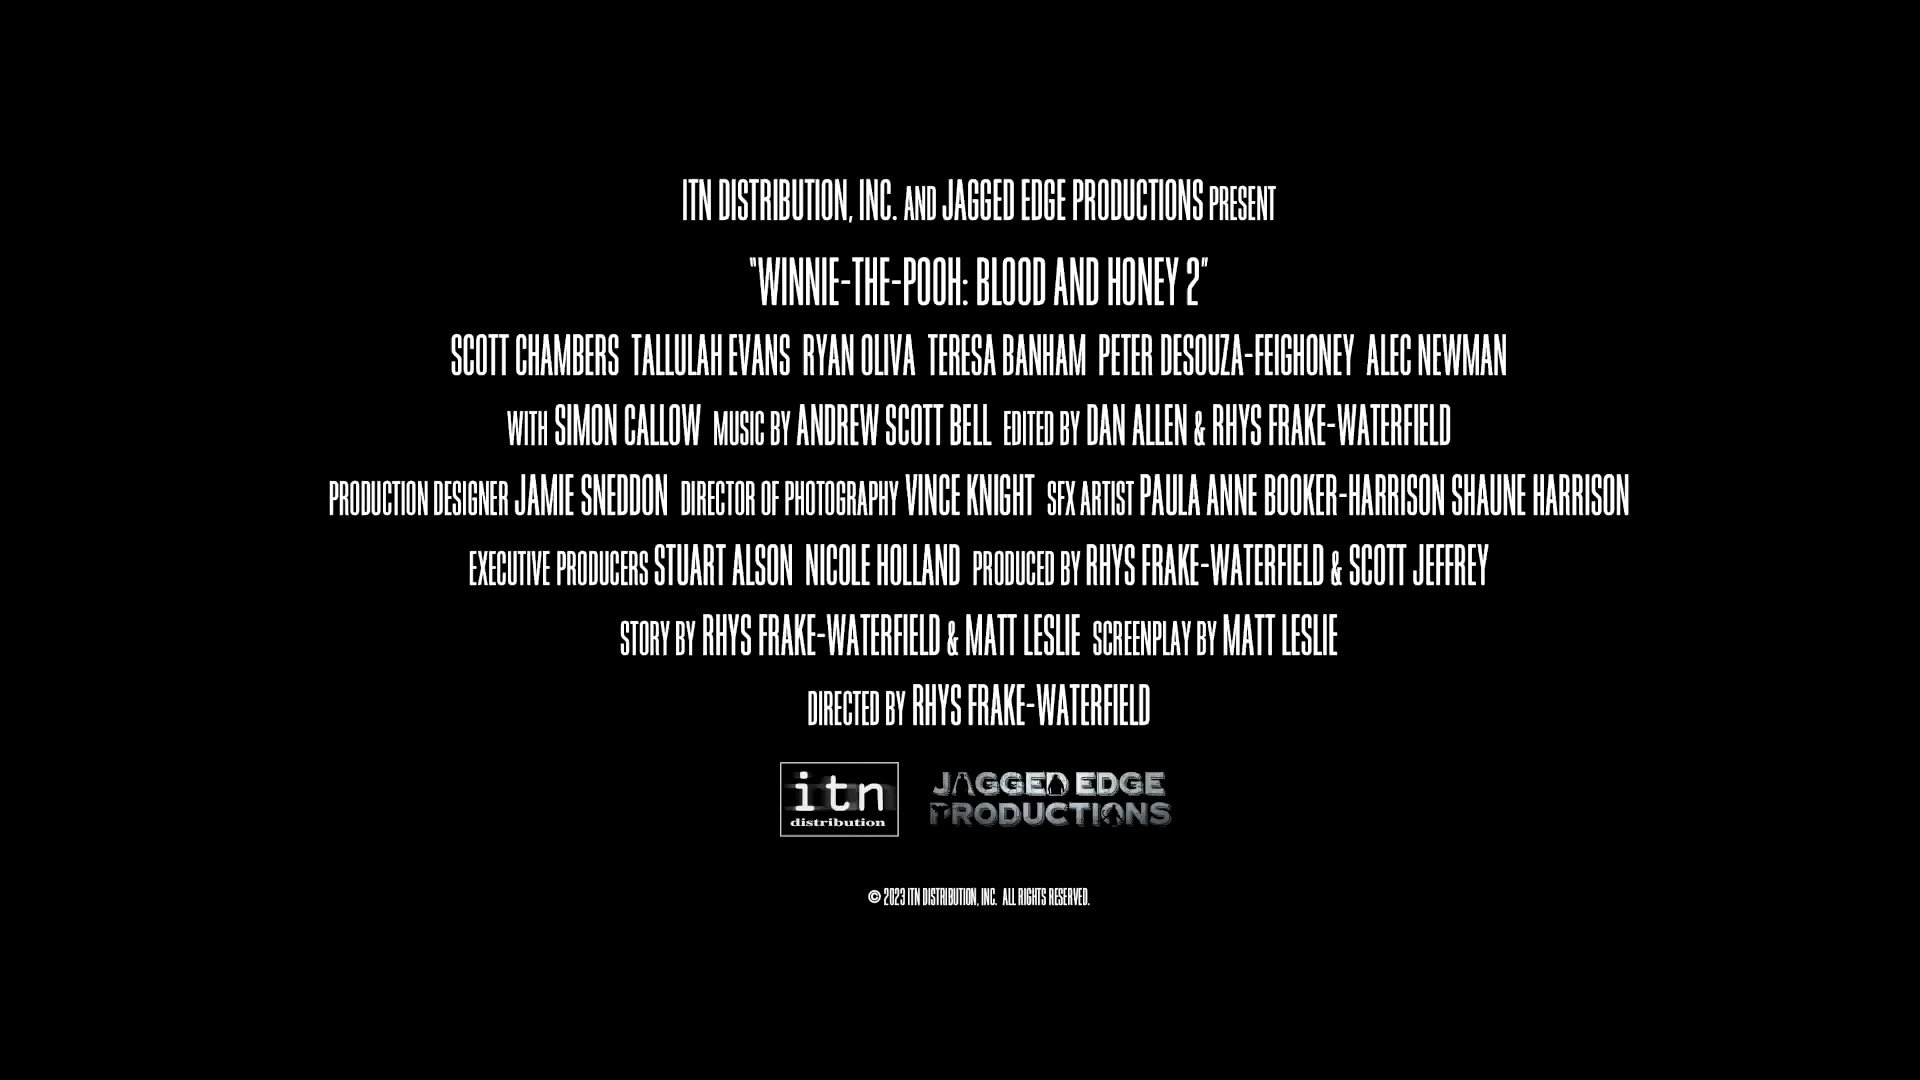 ITN DISTRIBUTION, INC. AND JAGGED EDGE PRODUCTIONS PRESENT
"WINNIE-THE-POOH: BLOOD AND HONEY 2"
SCOTT CHAMBERS TALLULAH EVANS RYAN OLIVA TERESA BANHAM PETER DESOUZA-FEIGHONEY ALEC NEWMAN
WITH SIMON CALLOW MUSIC BY ANDREW SCOTT BELL EDITED BY DAN ALLEN & RHYS FRAKE-WATERFIELD
PRODUCTION DESIGNER JAMIE SNEDDON DIRECTOR OF PHOTOGRAPHY VINCE KNIGHT SFX ARTIST PAULA ANNE BOOKER-HARRISON SHAUNE HARRISON
EXECUTIVE PRODUCERS STUART ALSON NICOLE HOLLAND PRODUCED BY RHYS FRAKE-WATERFIELD & SCOTT JEFFREY
STORY BY RHYS FRAKE-WATERFIELD & MATT LESLIE SCREENPLAY BY MATT LESLIE
DIRECTED BY RHYS FRAKE-WATERFIELD
itn
distribution
JAGGED EDGE
PRODUCTIONS
© 2023 ITN DISTRIBUTION, INC. ALL RIGHTS RESERVED.